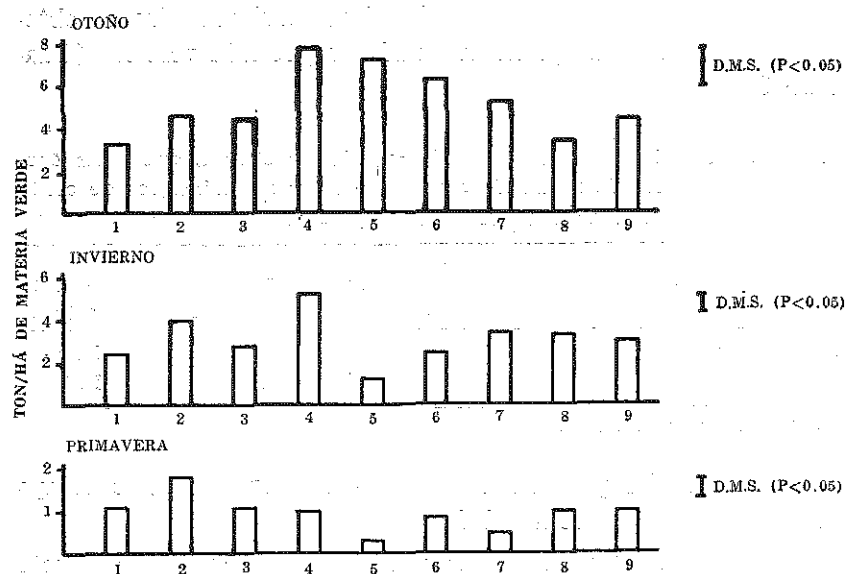 OTOÑO
8
6
4
2
D.M.S. (P<0.05)
1 2 3 4 5 6 7 8 9
INVIERNO
6
4
2
D.M.S. (P<0.05)
1 2 3 4 5 6 7 8 9
PRIMAVERA
2
1
D.M.S. (P<0.05)
1 2 3 4 5 6 7 8 9
TON/HÁ DE MATERIA VERDE